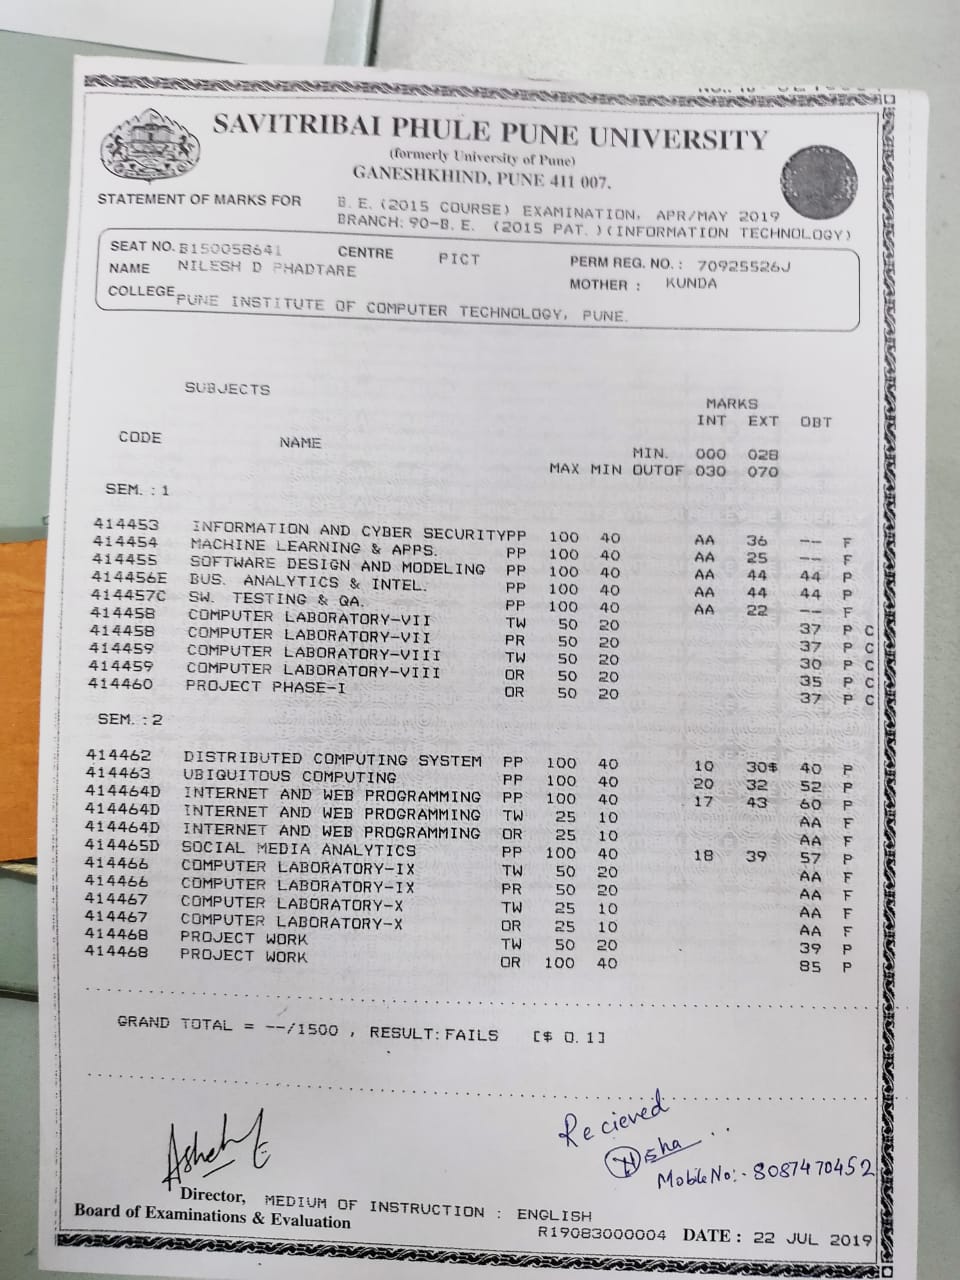 SAVITRIBAI PHULE PUNE UNIVERSITY
(formerly University of Pune)
GANESHKHIND, PUNE 411 007.
STATEMENT OF MARKS FOR B.E.(2015 COURSE) EXAMINATION, APR/MAY 2019
BRANCH: 90-B.E. (2015 PAT.)(INFORMATION TECHNOLOGY)
SEAT NO. B150058641 CENTRE PICT PERM REG. NO. : 70925526J
NAME NILESH D PHADTARE MOTHER : KUNDA
COLLEGE PUNE INSTITUTE OF COMPUTER TECHNOLOGY, PUNE.
SUBJECTS MARKS
INT EXT OBT
CODE NAME
MIN. 000 028
MAX MIN OUTOF 030 070
SEM. : 1
414453 INFORMATION AND CYBER SECURITYPP 100 40 AA 36 -- F
414454 MACHINE LEARNING & APPS. PP 100 40 AA 25 -- F
414455 SOFTWARE DESIGN AND MODELING PP 100 40 AA 44 44 P
414456E BUS. ANALYTICS & INTEL. PP 100 40 AA 44 44 P
414457C SW. TESTING & QA. PP 100 40 AA 22 -- F
414458 COMPUTER LABORATORY-VII TW 50 20 37 P C
414458 COMPUTER LABORATORY-VII PR 50 20 37 P C
414459 COMPUTER LABORATORY-VIII TW 50 20 30 P C
414459 COMPUTER LABORATORY-VIII OR 50 20 35 P C
414460 PROJECT PHASE-I OR 50 20 37 P C
SEM. : 2
414462 DISTRIBUTED COMPUTING SYSTEM PP 100 40 10 30$ 40 P
414463 UBIQUITOUS COMPUTING PP 100 40 20 32 52 P
414464D INTERNET AND WEB PROGRAMMING PP 100 40 17 43 60 P
414464D INTERNET AND WEB PROGRAMMING TW 25 10 AA F
414464D INTERNET AND WEB PROGRAMMING OR 25 10 AA F
414465D SOCIAL MEDIA ANALYTICS PP 100 40 18 39 57 P
414466 COMPUTER LABORATORY-IX TW 50 20 AA F
414466 COMPUTER LABORATORY-IX PR 50 20 AA F
414467 COMPUTER LABORATORY-X TW 25 10 AA F
414467 COMPUTER LABORATORY-X OR 25 10 AA F
414468 PROJECT WORK TW 50 20 39 P
414468 PROJECT WORK OR 100 40 85 P
GRAND TOTAL = --/1500 , RESULT: FAILS [$ 0.1]
Recieved
Mobile No:- 8087470452
Director, MEDIUM OF INSTRUCTION : ENGLISH
Board of Examinations & Evaluation R19083000004 DATE : 22 JUL 2019